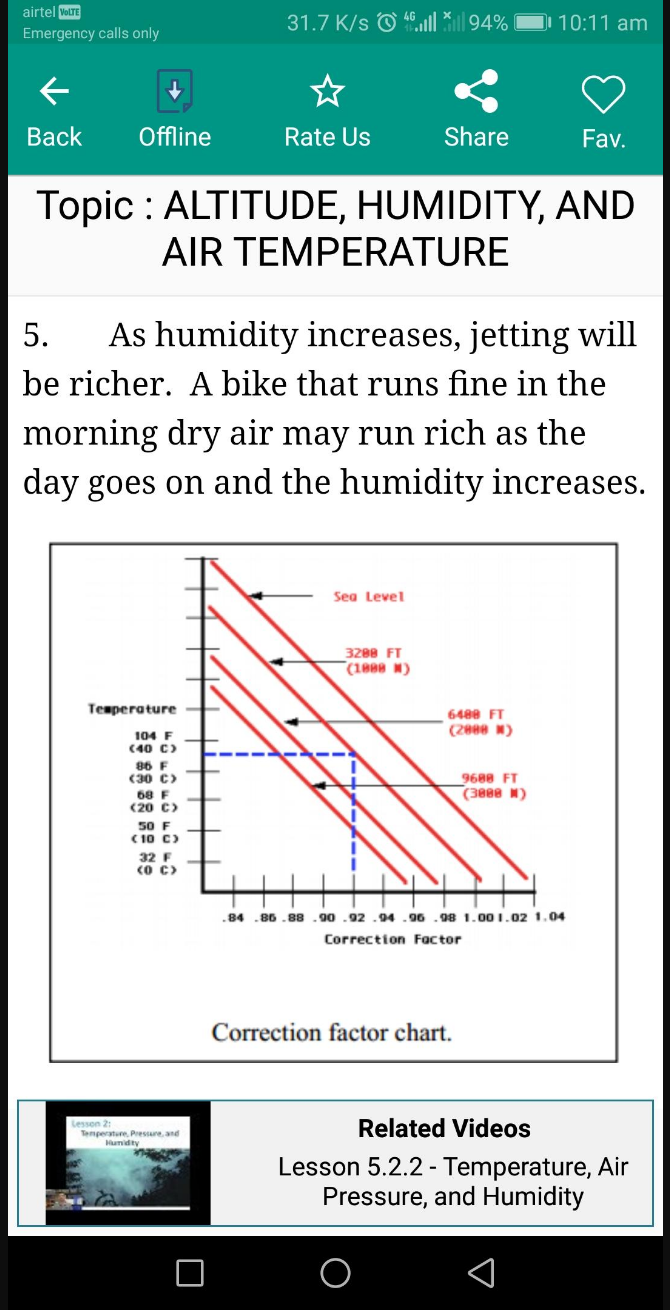 airtel VoLTE
Emergency calls only
31.7 K/s 4G 94% 10:11 am
Back Offline Rate Us Share Fav.
Topic : ALTITUDE, HUMIDITY, AND
AIR TEMPERATURE
5. As humidity increases, jetting will
be richer. A bike that runs fine in the
morning dry air may run rich as the
day goes on and the humidity increases.
Sea Level
3200 FT
(1000 M)
6400 FT
(2000 M)
9600 FT
(3000 M)
Temperature
104 F
(40 C)
86 F
(30 C)
68 F
(20 C)
50 F
(10 C)
32 F
(0 C)
.84 .86 .88 .90 .92 .94 .96 .98 1.00 1.02 1.04
Correction Factor
Correction factor chart.
Lesson 2:
Temperature, Pressure, and
Humidity
Related Videos
Lesson 5.2.2 - Temperature, Air
Pressure, and Humidity